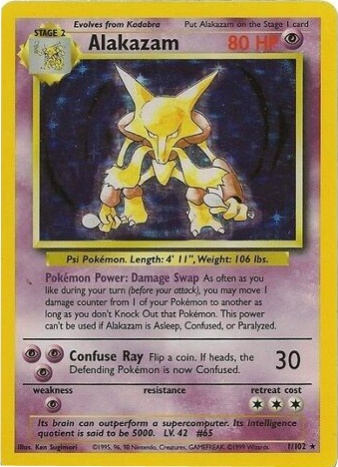 Evolves from Kadabra
Put Alakazam on the Stage 1 card
STAGE 2
Alakazam
80 HP
Psi Pokémon. Length: 4' 11", Weight: 106 lbs.
Pokémon Power: Damage Swap As often as you
like during your turn (before your attack), you may move 1
damage counter from 1 of your Pokémon to another as
long as you don't Knock Out that Pokémon. This power
can't be used if Alakazam is Asleep, Confused, or Paralyzed.
Confuse Ray Flip a coin. If heads, the
Defending Pokémon is now Confused.
30
weakness
resistance
retreat cost
Its brain can outperform a supercomputer. Its intelligence
quotient is said to be 5000. LV. 42 #65
Illus. Ken Sugimori
©1995, 96, 98 Nintendo, Creatures, GAMEFREAK. ©1999 Wizards.
1/102 ★